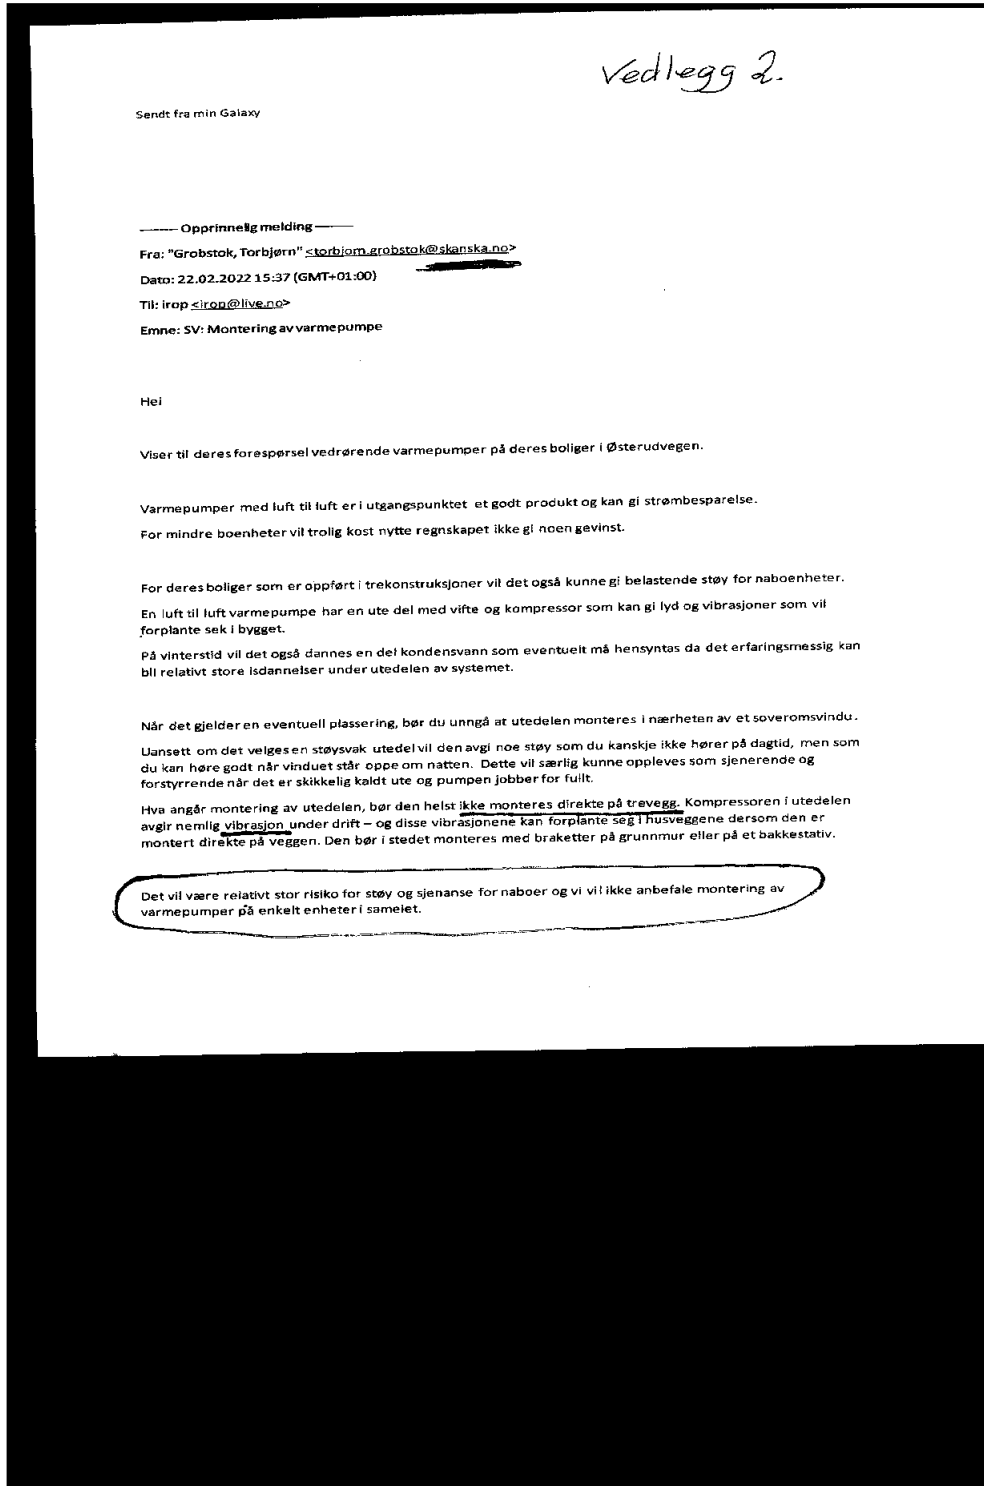 Vedlegg 2.
Sendt fra min Galaxy
-------- Opprinnelig melding --------
Fra: "Grobstok, Torbjørn" <torbjorn.grobstok@skanska.no>
Dato: 22.02.2022 15:37 (GMT+01:00)
Til: irop <irop@live.no>
Emne: SV: Montering av varmepumpe
Hei
Viser til deres forespørsel vedrørende varmepumper på deres boliger i Østerudvegen.
Varmepumper med luft til luft er i utgangspunktet et godt produkt og kan gi strømbesparelse.
For mindre boenheter vil trolig kost nytte regnskapet ikke gi noen gevinst.
For deres boliger som er oppført i trekonstruksjoner vil det også kunne gi belastende støy for naboenheter.
En luft til luft varmepumpe har en ute del med vifte og kompressor som kan gi lyd og vibrasjoner som vil
forplante sek i bygget.
På vinterstid vil det også dannes en del kondensvann som eventuelt må hensyntas da det erfaringsmessig kan
bli relativt store isdannelser under utedelen av systemet.
Når det gjelder en eventuell plassering, bør du unngå at utedelen monteres i nærheten av et soveromsvindu.
Uansett om det velges en støysvak utedel vil den avgi noe støy som du kanskje ikke hører på dagtid, men som
du kan høre godt når vinduet står oppe om natten. Dette vil særlig kunne oppleves som sjenerende og
forstyrrende når det er skikkelig kaldt ute og pumpen jobber for fullt.
Hva angår montering av utedelen, bør den helst ikke monteres direkte på trevegg. Kompressoren i utedelen
avgir nemlig vibrasjon under drift – og disse vibrasjonene kan forplante seg i husveggene dersom den er
montert direkte på veggen. Den bør i stedet monteres med braketter på grunnmur eller på et bakkestativ.
Det vil være relativt stor risiko for støy og sjenanse for naboer og vi vil ikke anbefale montering av
varmepumper på enkelt enheter i sameiet.